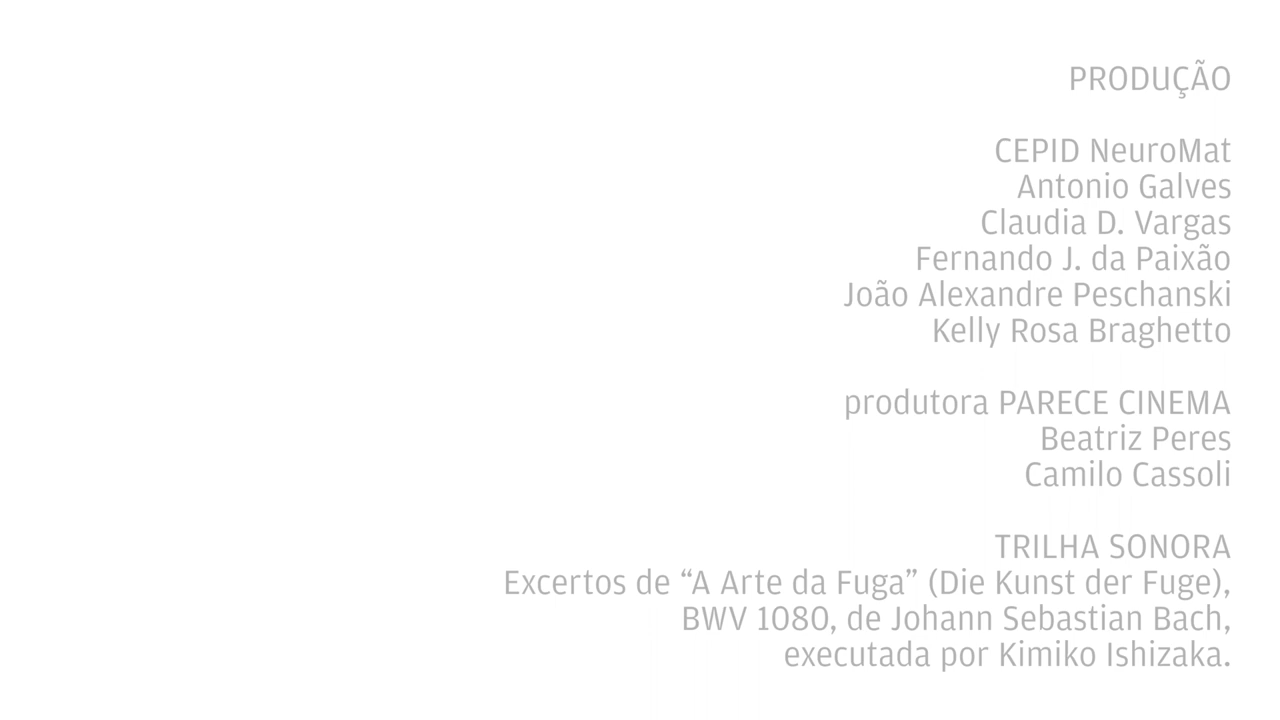 PRODUÇÃO
CEPID NeuroMat
Antonio Galves
Claudia D. Vargas
Fernando J. da Paixão
João Alexandre Peschanski
Kelly Rosa Braghetto
produtora PARECE CINEMA
Beatriz Peres
Camilo Cassoli
TRILHA SONORA
Excertos de “A Arte da Fuga” (Die Kunst der Fuge),
BWV 1080, de Johann Sebastian Bach,
executada por Kimiko Ishizaka.